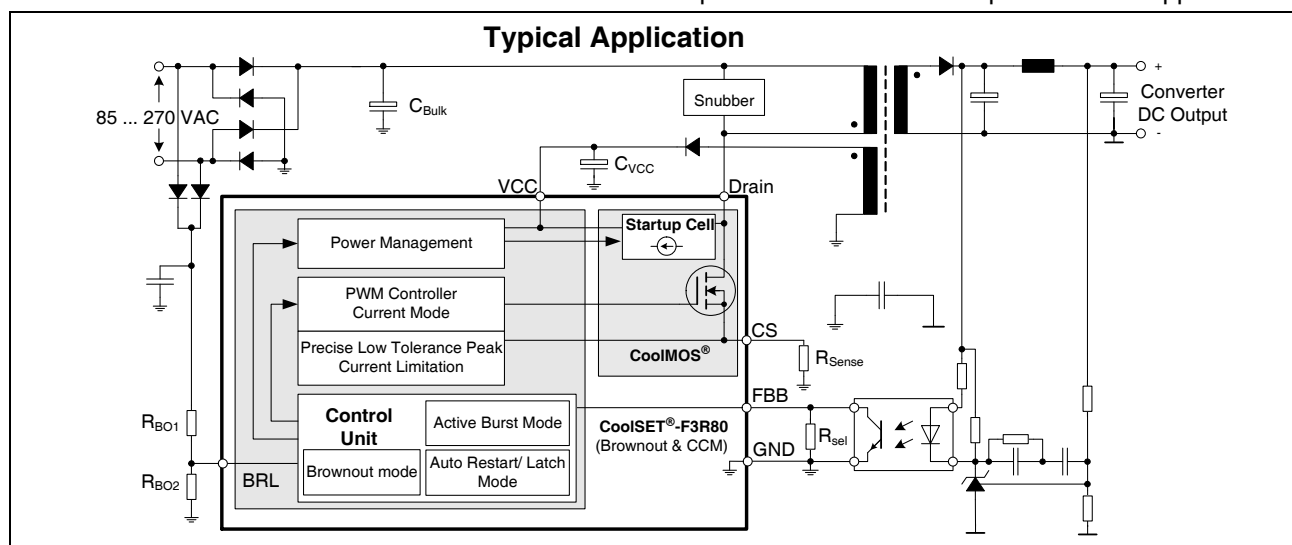 Typical Application
+
Snubber
Converter
DC Output
C_Bulk
85 ... 270 VAC
-
C_VCC
VCC
Drain
Startup Cell
Power Management
PWM Controller
Current Mode
CS
Precise Low Tolerance Peak
Current Limitation
CoolMOS®
R_Sense
FBB
Control
Unit
Active Burst Mode
CoolSET®-F3R80
(Brownout & CCM)
R_sel
R_BO1
GND
Brownout mode
Auto Restart/ Latch
Mode
BRL
R_BO2